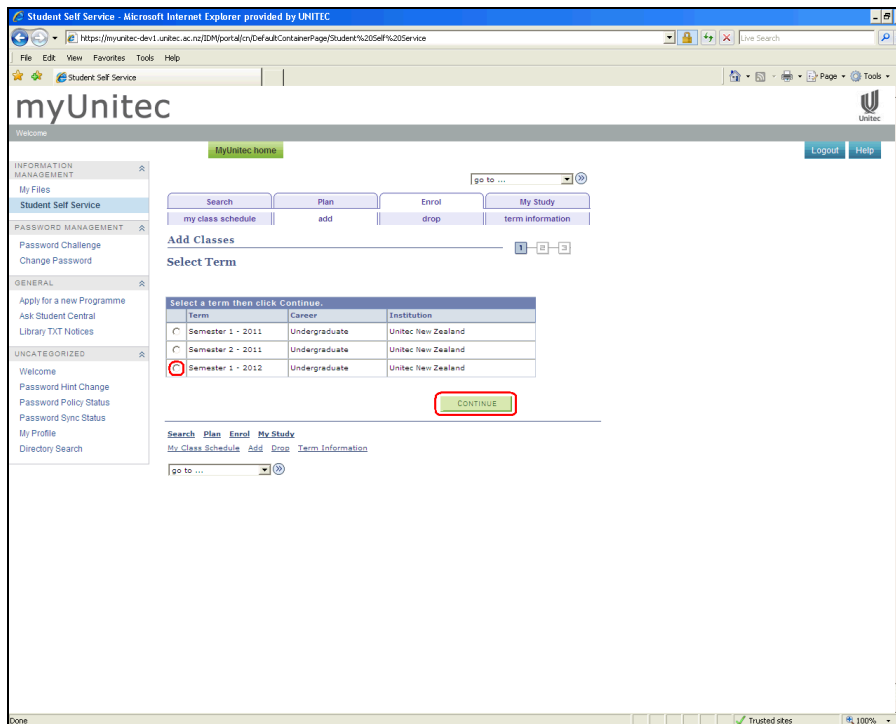 Student Self Service - Microsoft Internet Explorer provided by UNITEC
https://myunitec-dev1.unitec.ac.nz/IDM/portal/cn/DefaultContainerPage/Student%20Self%20Service
Live Search
File Edit View Favorites Tools Help
Student Self Service
Page Tools
myUnitec
Unitec
Welcome
MyUnitec home
Logout Help
INFORMATION
MANAGEMENT
My Files
Student Self Service
PASSWORD MANAGEMENT
Password Challenge
Change Password
GENERAL
Apply for a new Programme
Ask Student Central
Library TXT Notices
UNCATEGORIZED
Welcome
Password Hint Change
Password Policy Status
Password Sync Status
My Profile
Directory Search
go to ...
Search Plan Enrol My Study
my class schedule add drop term information
Add Classes
1 2 3
Select Term
Select a term then click Continue.
Term Career Institution
Semester 1 - 2011 Undergraduate Unitec New Zealand
Semester 2 - 2011 Undergraduate Unitec New Zealand
Semester 1 - 2012 Undergraduate Unitec New Zealand
CONTINUE
Search Plan Enrol My Study
My Class Schedule Add Drop Term Information
go to ...
Done
Trusted sites
100%